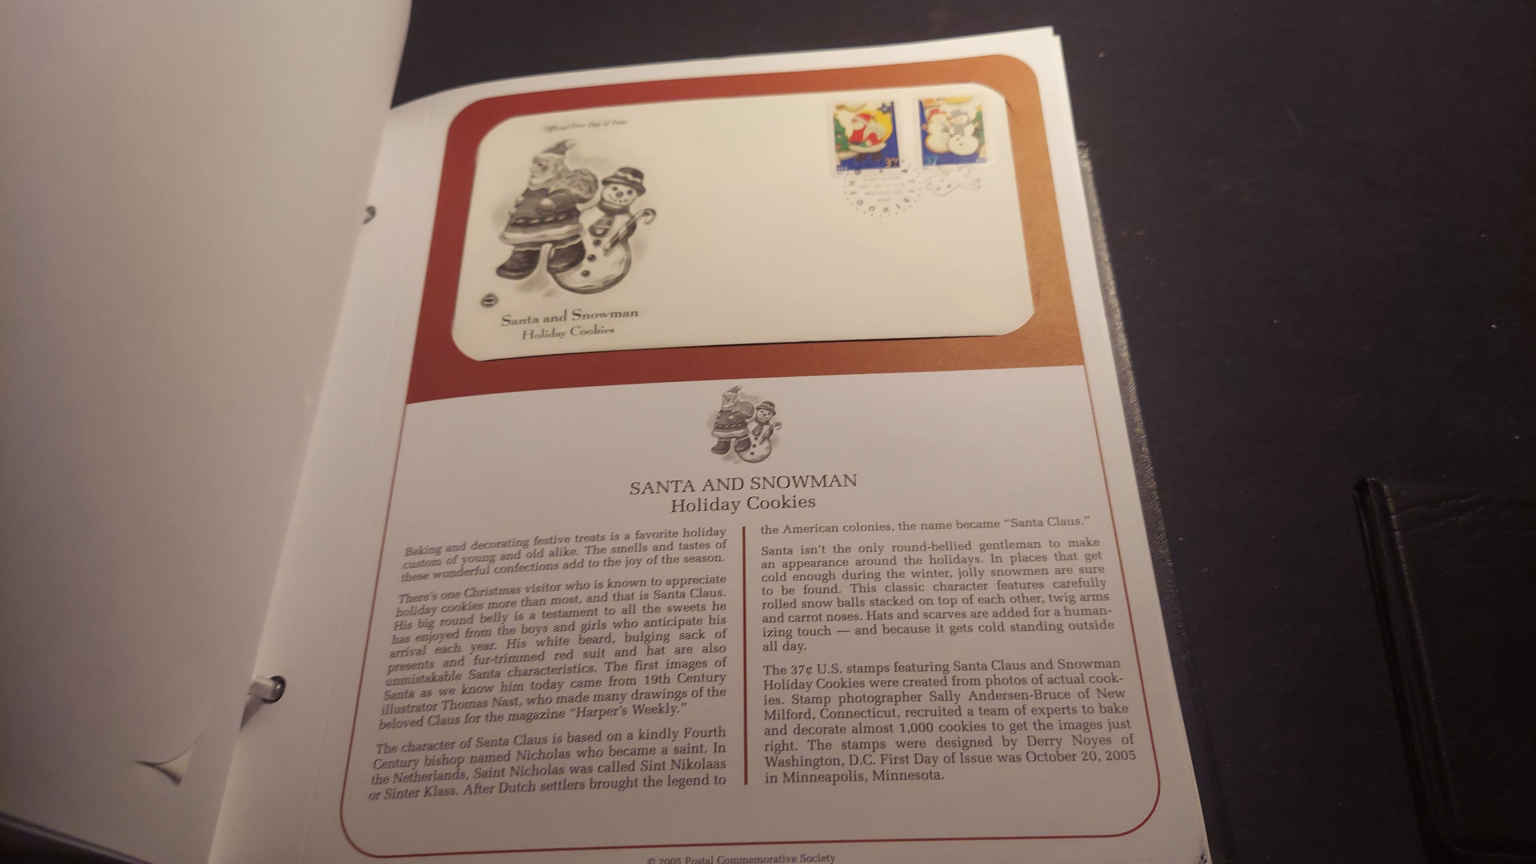 Official First Day of Issue
37
Santa and Snowman
Holiday Cookies
SANTA AND SNOWMAN
Holiday Cookies
Baking and decorating festive treats is a favorite holiday
custom of young and old alike. The smells and tastes of
these wonderful confections add to the joy of the season.
There's one Christmas visitor who is known to appreciate
holiday cookies more than most, and that is Santa Claus.
His big round belly is a testament to all the sweets he
has enjoyed from the boys and girls who anticipate his
arrival each year. His white beard, bulging sack of
presents and fur-trimmed red suit and hat are also
unmistakable Santa characteristics. The first images of
Santa as we know him today came from 19th Century
illustrator Thomas Nast, who made many drawings of the
beloved Claus for the magazine "Harper's Weekly."
The character of Santa Claus is based on a kindly Fourth
Century bishop named Nicholas who became a saint. In
the Netherlands, Saint Nicholas was called Sint Nikolaas
or Sinter Klass. After Dutch settlers brought the legend to
the American colonies, the name became "Santa Claus."
Santa isn't the only round-bellied gentleman to make
an appearance around the holidays. In places that get
cold enough during the winter, jolly snowmen are sure
to be found. This classic character features carefully
rolled snow balls stacked on top of each other, twig arms
and carrot noses. Hats and scarves are added for a human-
izing touch — and because it gets cold standing outside
all day.
The 37¢ U.S. stamps featuring Santa Claus and Snowman
Holiday Cookies were created from photos of actual cook-
ies. Stamp photographer Sally Andersen-Bruce of New
Milford, Connecticut, recruited a team of experts to bake
and decorate almost 1,000 cookies to get the images just
right. The stamps were designed by Derry Noyes of
Washington, D.C. First Day of Issue was October 20, 2005
in Minneapolis, Minnesota.
© 2005 Postal Commemorative Society